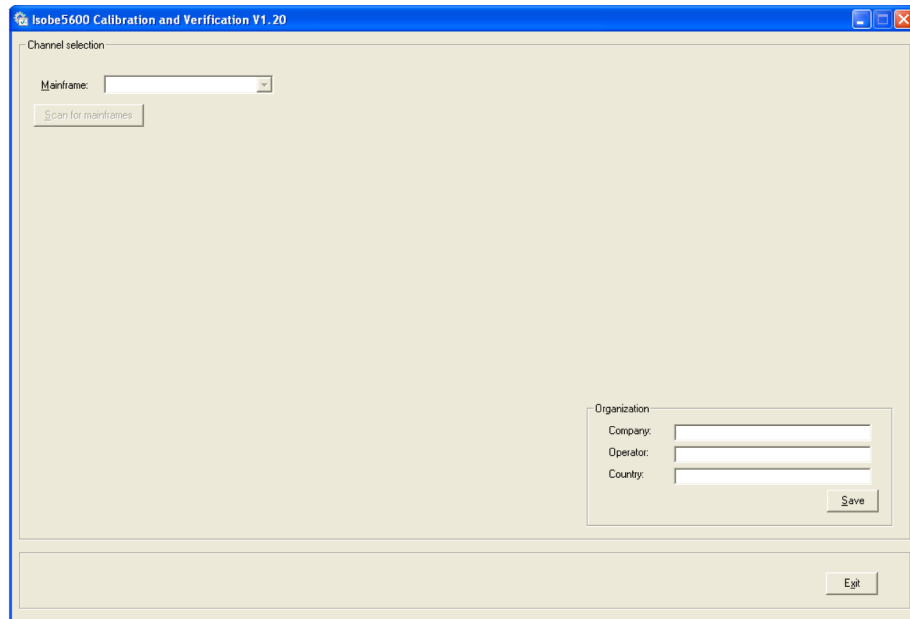 Isobe5600 Calibration and Verification V1.20
Channel selection
Mainframe:
Scan for mainframes
Organization
Company:
Operator:
Country:
Save
Exit